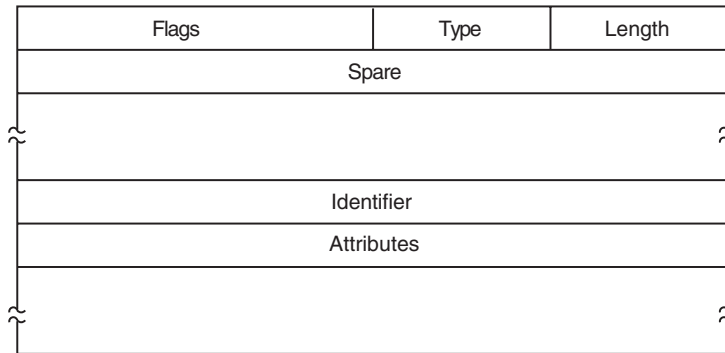 Flags Type Length
Spare
Identifier
Attributes